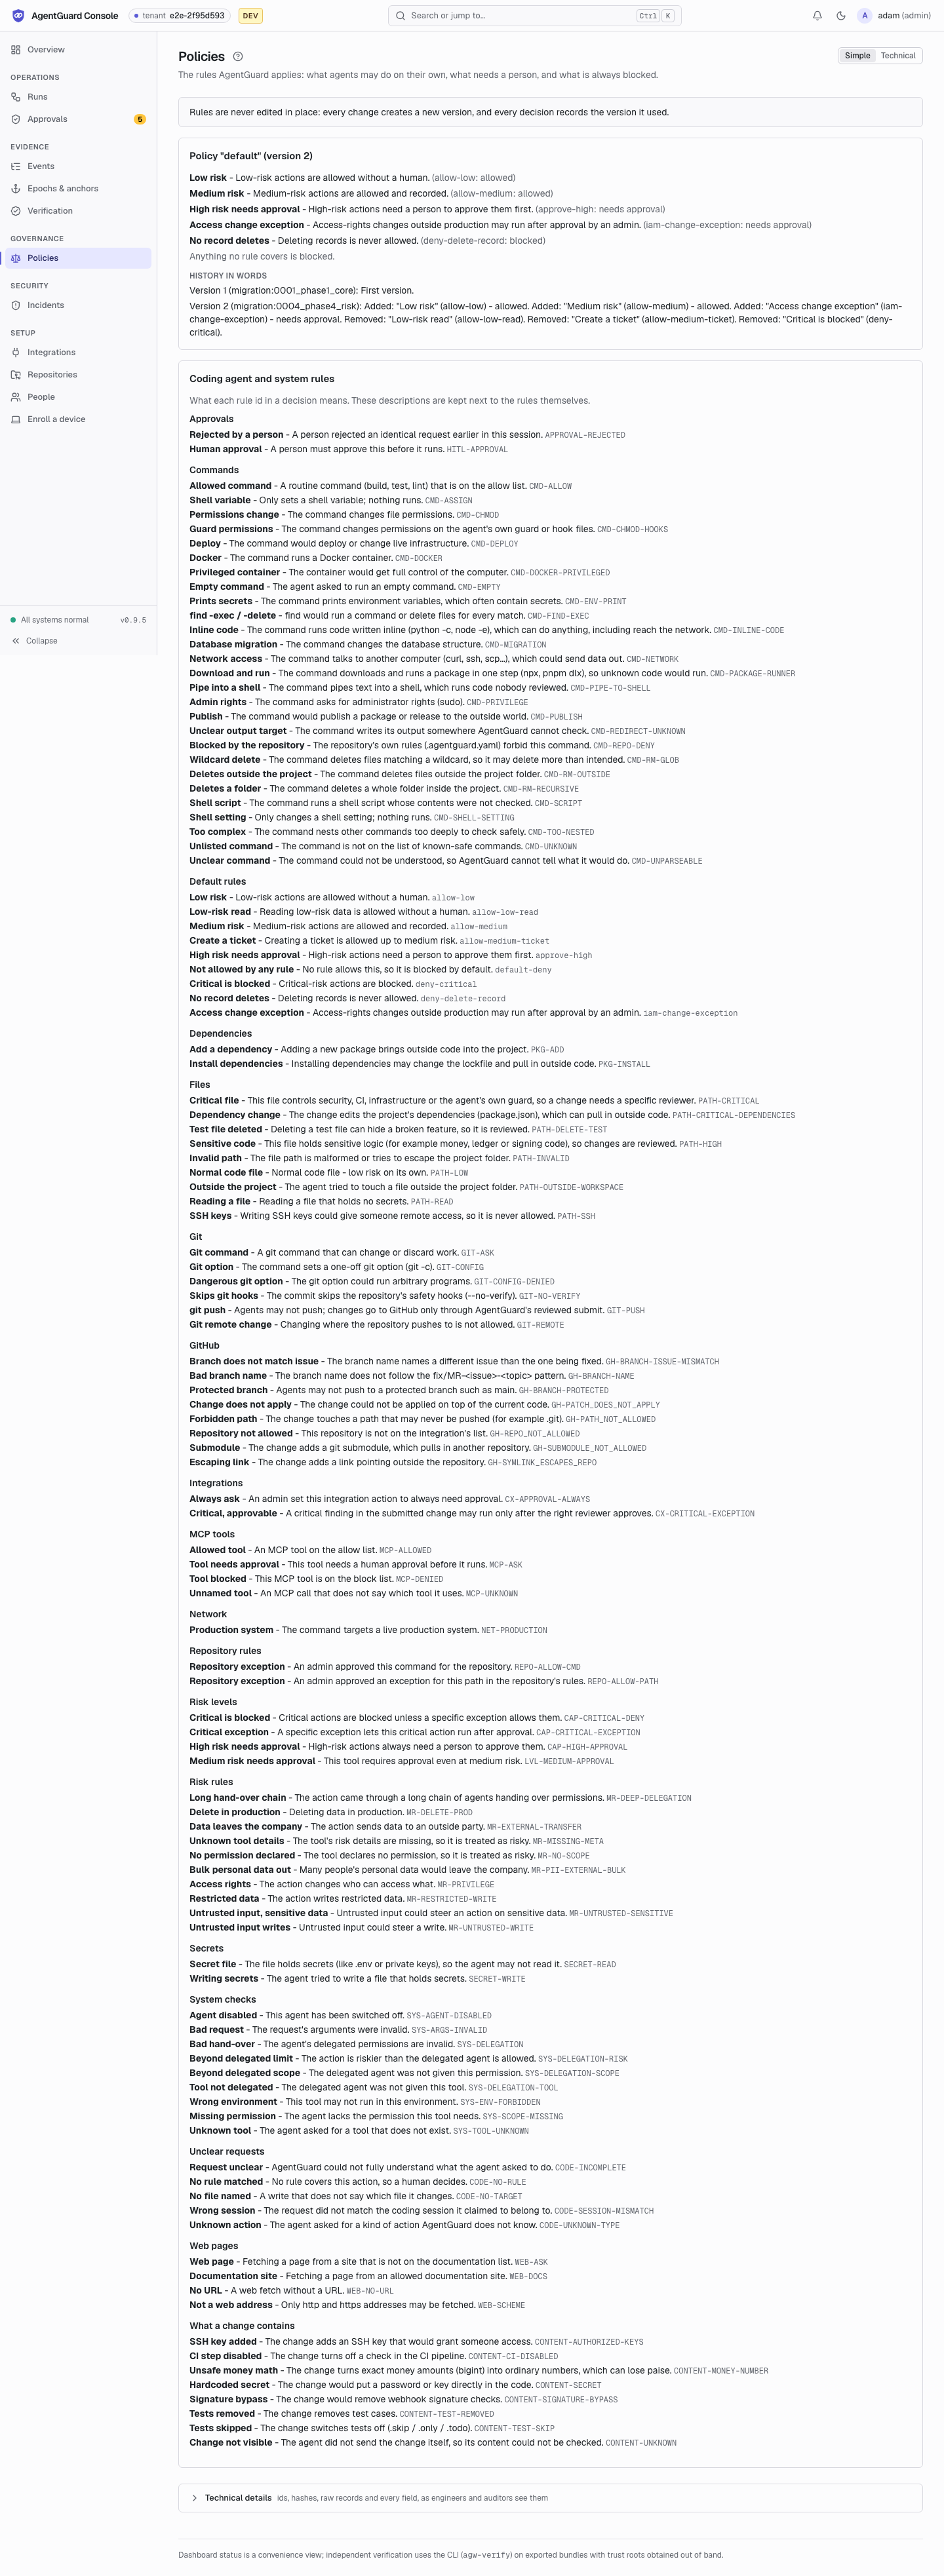 AgentGuard Console
tenant e2e-2f95d593
DEV
Search or jump to...
Ctrl K
A
adam (admin)
Overview
OPERATIONS
Runs
Approvals
5
EVIDENCE
Events
Epochs & anchors
Verification
GOVERNANCE
Policies
SECURITY
Incidents
SETUP
Integrations
Repositories
People
Enroll a device
All systems normal
v0.9.5
Collapse
Policies
Simple
Technical
The rules AgentGuard applies: what agents may do on their own, what needs a person, and what is always blocked.
Rules are never edited in place: every change creates a new version, and every decision records the version it used.
Policy "default" (version 2)
Low risk - Low-risk actions are allowed without a human. (allow-low: allowed)
Medium risk - Medium-risk actions are allowed and recorded. (allow-medium: allowed)
High risk needs approval - High-risk actions need a person to approve them first. (approve-high: needs approval)
Access change exception - Access-rights changes outside production may run after approval by an admin. (iam-change-exception: needs approval)
No record deletes - Deleting records is never allowed. (deny-delete-record: blocked)
Anything no rule covers is blocked.
HISTORY IN WORDS
Version 1 (migration:0001_phase1_core): First version.
Version 2 (migration:0004_phase4_risk): Added: "Low risk" (allow-low) - allowed. Added: "Medium risk" (allow-medium) - allowed. Added: "Access change exception" (iam-
change-exception) - needs approval. Removed: "Low-risk read" (allow-low-read). Removed: "Create a ticket" (allow-medium-ticket). Removed: "Critical is blocked" (deny-
critical).
Coding agent and system rules
What each rule id in a decision means. These descriptions are kept next to the rules themselves.
Approvals
Rejected by a person - A person rejected an identical request earlier in this session. APPROVAL-REJECTED
Human approval - A person must approve this before it runs. HITL-APPROVAL
Commands
Allowed command - A routine command (build, test, lint) that is on the allow list. CMD-ALLOW
Shell variable - Only sets a shell variable; nothing runs. CMD-ASSIGN
Permissions change - The command changes file permissions. CMD-CHMOD
Guard permissions - The command changes permissions on the agent's own guard or hook files. CMD-CHMOD-HOOKS
Deploy - The command would deploy or change live infrastructure. CMD-DEPLOY
Docker - The command runs a Docker container. CMD-DOCKER
Privileged container - The container would get full control of the computer. CMD-DOCKER-PRIVILEGED
Empty command - The agent asked to run an empty command. CMD-EMPTY
Prints secrets - The command prints environment variables, which often contain secrets. CMD-ENV-PRINT
find -exec / -delete - find would run a command or delete files for every match. CMD-FIND-EXEC
Inline code - The command runs code written inline (python -c, node -e), which can do anything, including reach the network. CMD-INLINE-CODE
Database migration - The command changes the database structure. CMD-MIGRATION
Network access - The command talks to another computer (curl, ssh, scp...), which could send data out. CMD-NETWORK
Download and run - The command downloads and runs a package in one step (npx, pnpm dlx), so unknown code would run. CMD-PACKAGE-RUNNER
Pipe into a shell - The command pipes text into a shell, which runs code nobody reviewed. CMD-PIPE-TO-SHELL
Admin rights - The command asks for administrator rights (sudo). CMD-PRIVILEGE
Publish - The command would publish a package or release to the outside world. CMD-PUBLISH
Unclear output target - The command writes its output somewhere AgentGuard cannot check. CMD-REDIRECT-UNKNOWN
Blocked by the repository - The repository's own rules (.agentguard.yaml) forbid this command. CMD-REPO-DENY
Wildcard delete - The command deletes files matching a wildcard, so it may delete more than intended. CMD-RM-GLOB
Deletes outside the project - The command deletes files outside the project folder. CMD-RM-OUTSIDE
Deletes a folder - The command deletes a whole folder inside the project. CMD-RM-RECURSIVE
Shell script - The command runs a shell script whose contents were not checked. CMD-SCRIPT
Shell setting - Only changes a shell setting; nothing runs. CMD-SHELL-SETTING
Too complex - The command nests other commands too deeply to check safely. CMD-TOO-NESTED
Unlisted command - The command is not on the list of known-safe commands. CMD-UNKNOWN
Unclear command - The command could not be understood, so AgentGuard cannot tell what it would do. CMD-UNPARSEABLE
Default rules
Low risk - Low-risk actions are allowed without a human. allow-low
Low-risk read - Reading low-risk data is allowed without a human. allow-low-read
Medium risk - Medium-risk actions are allowed and recorded. allow-medium
Create a ticket - Creating a ticket is allowed up to medium risk. allow-medium-ticket
High risk needs approval - High-risk actions need a person to approve them first. approve-high
Not allowed by any rule - No rule allows this, so it is blocked by default. default-deny
Critical is blocked - Critical-risk actions are blocked. deny-critical
No record deletes - Deleting records is never allowed. deny-delete-record
Access change exception - Access-rights changes outside production may run after approval by an admin. iam-change-exception
Dependencies
Add a dependency - Adding a new package brings outside code into the project. PKG-ADD
Install dependencies - Installing dependencies may change the lockfile and pull in outside code. PKG-INSTALL
Files
Critical file - This file controls security, CI, infrastructure or the agent's own guard, so a change needs a specific reviewer. PATH-CRITICAL
Dependency change - The change edits the project's dependencies (package.json), which can pull in outside code. PATH-CRITICAL-DEPENDENCIES
Test file deleted - Deleting a test file can hide a broken feature, so it is reviewed. PATH-DELETE-TEST
Sensitive code - This file holds sensitive logic (for example money, ledger or signing code), so changes are reviewed. PATH-HIGH
Invalid path - The file path is malformed or tries to escape the project folder. PATH-INVALID
Normal code file - Normal code file - low risk on its own. PATH-LOW
Outside the project - The agent tried to touch a file outside the project folder. PATH-OUTSIDE-WORKSPACE
Reading a file - Reading a file that holds no secrets. PATH-READ
SSH keys - Writing SSH keys could give someone remote access, so it is never allowed. PATH-SSH
Git
Git command - A git command that can change or discard work. GIT-ASK
Git option - The command sets a one-off git option (git -c). GIT-CONFIG
Dangerous git option - The git option could run arbitrary programs. GIT-CONFIG-DENIED
Skips git hooks - The commit skips the repository's safety hooks (--no-verify). GIT-NO-VERIFY
git push - Agents may not push; changes go to GitHub only through AgentGuard's reviewed submit. GIT-PUSH
Git remote change - Changing where the repository pushes to is not allowed. GIT-REMOTE
GitHub
Branch does not match issue - The branch name names a different issue than the one being fixed. GH-BRANCH-ISSUE-MISMATCH
Bad branch name - The branch name does not follow the fix/MR-<issue>-<topic> pattern. GH-BRANCH-NAME
Protected branch - Agents may not push to a protected branch such as main. GH-BRANCH-PROTECTED
Change does not apply - The change could not be applied on top of the current code. GH-PATCH_DOES_NOT_APPLY
Forbidden path - The change touches a path that may never be pushed (for example .git). GH-PATH_NOT_ALLOWED
Repository not allowed - This repository is not on the integration's list. GH-REPO_NOT_ALLOWED
Submodule - The change adds a git submodule, which pulls in another repository. GH-SUBMODULE_NOT_ALLOWED
Escaping link - The change adds a link pointing outside the repository. GH-SYMLINK_ESCAPES_REPO
Integrations
Always ask - An admin set this integration action to always need approval. CX-APPROVAL-ALWAYS
Critical, approvable - A critical finding in the submitted change may run only after the right reviewer approves. CX-CRITICAL-EXCEPTION
MCP tools
Allowed tool - An MCP tool on the allow list. MCP-ALLOWED
Tool needs approval - This tool needs a human approval before it runs. MCP-ASK
Tool blocked - This MCP tool is on the block list. MCP-DENIED
Unnamed tool - An MCP call that does not say which tool it uses. MCP-UNKNOWN
Network
Production system - The command targets a live production system. NET-PRODUCTION
Repository rules
Repository exception - An admin approved this command for the repository. REPO-ALLOW-CMD
Repository exception - An admin approved an exception for this path in the repository's rules. REPO-ALLOW-PATH
Risk levels
Critical is blocked - Critical actions are blocked unless a specific exception allows them. CAP-CRITICAL-DENY
Critical exception - A specific exception lets this critical action run after approval. CAP-CRITICAL-EXCEPTION
High risk needs approval - High-risk actions always need a person to approve them. CAP-HIGH-APPROVAL
Medium risk needs approval - This tool requires approval even at medium risk. LVL-MEDIUM-APPROVAL
Risk rules
Long hand-over chain - The action came through a long chain of agents handing over permissions. MR-DEEP-DELEGATION
Delete in production - Deleting data in production. MR-DELETE-PROD
Data leaves the company - The action sends data to an outside party. MR-EXTERNAL-TRANSFER
Unknown tool details - The tool's risk details are missing, so it is treated as risky. MR-MISSING-META
No permission declared - The tool declares no permission, so it is treated as risky. MR-NO-SCOPE
Bulk personal data out - Many people's personal data would leave the company. MR-PII-EXTERNAL-BULK
Access rights - The action changes who can access what. MR-PRIVILEGE
Restricted data - The action writes restricted data. MR-RESTRICTED-WRITE
Untrusted input, sensitive data - Untrusted input could steer an action on sensitive data. MR-UNTRUSTED-SENSITIVE
Untrusted input writes - Untrusted input could steer a write. MR-UNTRUSTED-WRITE
Secrets
Secret file - The file holds secrets (like .env or private keys), so the agent may not read it. SECRET-READ
Writing secrets - The agent tried to write a file that holds secrets. SECRET-WRITE
System checks
Agent disabled - This agent has been switched off. SYS-AGENT-DISABLED
Bad request - The request's arguments were invalid. SYS-ARGS-INVALID
Bad hand-over - The agent's delegated permissions are invalid. SYS-DELEGATION
Beyond delegated limit - The action is riskier than the delegated agent is allowed. SYS-DELEGATION-RISK
Beyond delegated scope - The delegated agent was not given this permission. SYS-DELEGATION-SCOPE
Tool not delegated - The delegated agent was not given this tool. SYS-DELEGATION-TOOL
Wrong environment - This tool may not run in this environment. SYS-ENV-FORBIDDEN
Missing permission - The agent lacks the permission this tool needs. SYS-SCOPE-MISSING
Unknown tool - The agent asked for a tool that does not exist. SYS-TOOL-UNKNOWN
Unclear requests
Request unclear - AgentGuard could not fully understand what the agent asked to do. CODE-INCOMPLETE
No rule matched - No rule covers this action, so a human decides. CODE-NO-RULE
No file named - A write that does not say which file it changes. CODE-NO-TARGET
Wrong session - The request did not match the coding session it claimed to belong to. CODE-SESSION-MISMATCH
Unknown action - The agent asked for a kind of action AgentGuard does not know. CODE-UNKNOWN-TYPE
Web pages
Web page - Fetching a page from a site that is not on the documentation list. WEB-ASK
Documentation site - Fetching a page from an allowed documentation site. WEB-DOCS
No URL - A web fetch without a URL. WEB-NO-URL
Not a web address - Only http and https addresses may be fetched. WEB-SCHEME
What a change contains
SSH key added - The change adds an SSH key that would grant someone access. CONTENT-AUTHORIZED-KEYS
CI step disabled - The change turns off a check in the CI pipeline. CONTENT-CI-DISABLED
Unsafe money math - The change turns exact money amounts (bigint) into ordinary numbers, which can lose paise. CONTENT-MONEY-NUMBER
Hardcoded secret - The change would put a password or key directly in the code. CONTENT-SECRET
Signature bypass - The change would remove webhook signature checks. CONTENT-SIGNATURE-BYPASS
Tests removed - The change removes test cases. CONTENT-TEST-REMOVED
Tests skipped - The change switches tests off (.skip / .only / .todo). CONTENT-TEST-SKIP
Change not visible - The agent did not send the change itself, so its content could not be checked. CONTENT-UNKNOWN
Technical details ids, hashes, raw records and every field, as engineers and auditors see them
Dashboard status is a convenience view; independent verification uses the CLI (agw-verify) on exported bundles with trust roots obtained out of band.